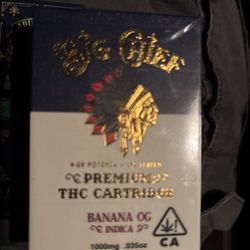 Big Chief
HIGH POTENCY - LAB TESTED
PREMIUM
THC CARTRIDGE
BANANA OG
INDICA
1000mg .035oz
CA